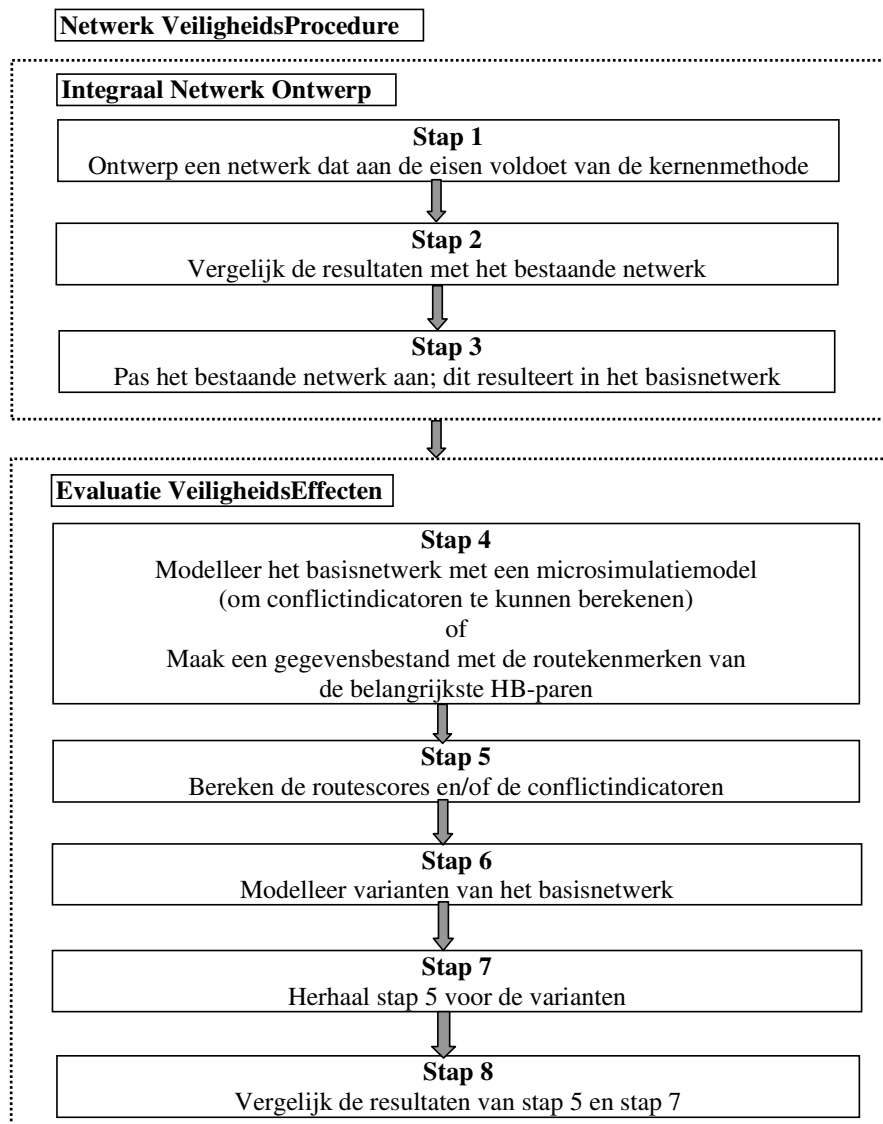 Netwerk VeiligheidsProcedure
Integraal Netwerk Ontwerp
Stap 1
Ontwerp een netwerk dat aan de eisen voldoet van de kernenmethode
Stap 2
Vergelijk de resultaten met het bestaande netwerk
Stap 3
Pas het bestaande netwerk aan; dit resulteert in het basisnetwerk
Evaluatie VeiligheidsEffecten
Stap 4
Modelleer het basisnetwerk met een microsimulatiemodel
(om conflictindicatoren te kunnen berekenen)
of
Maak een gegevensbestand met de routekenmerken van
de belangrijkste HB-paren
Stap 5
Bereken de routescores en/of de conflictindicatoren
Stap 6
Modelleer varianten van het basisnetwerk
Stap 7
Herhaal stap 5 voor de varianten
Stap 8
Vergelijk de resultaten van stap 5 en stap 7